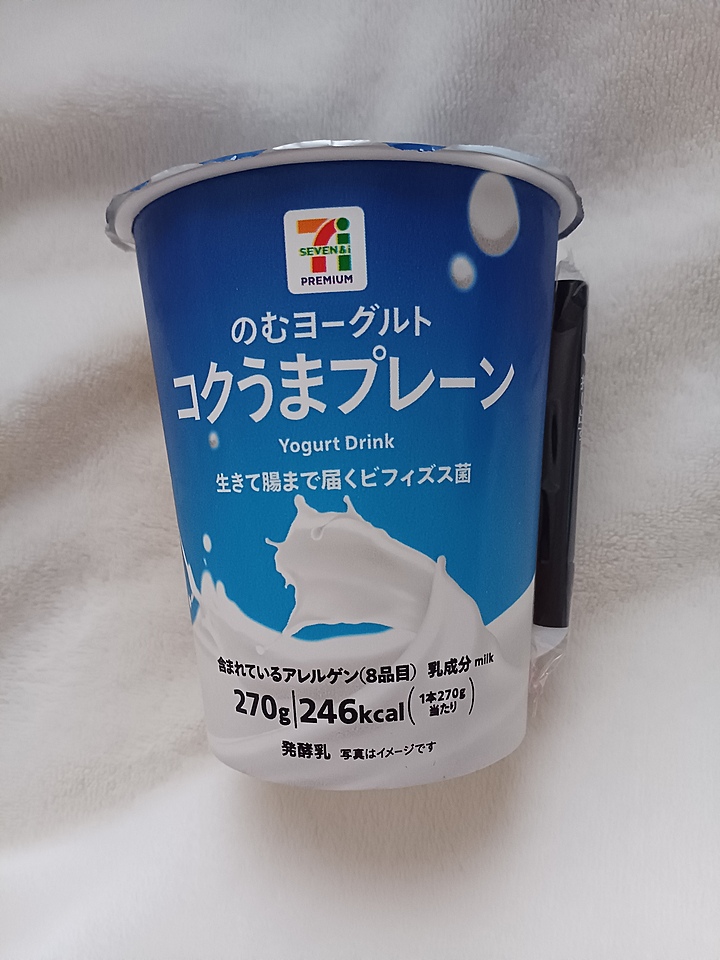 7i
SEVEN&i
PREMIUM
のむヨーグルト
コクうまプレーン
Yogurt Drink
生きて腸まで届くビフィズス菌
含まれているアレルゲン(8品目) 乳成分 milk
270g|246kcal(1本270g
当たり)
発酵乳 写真はイメージです